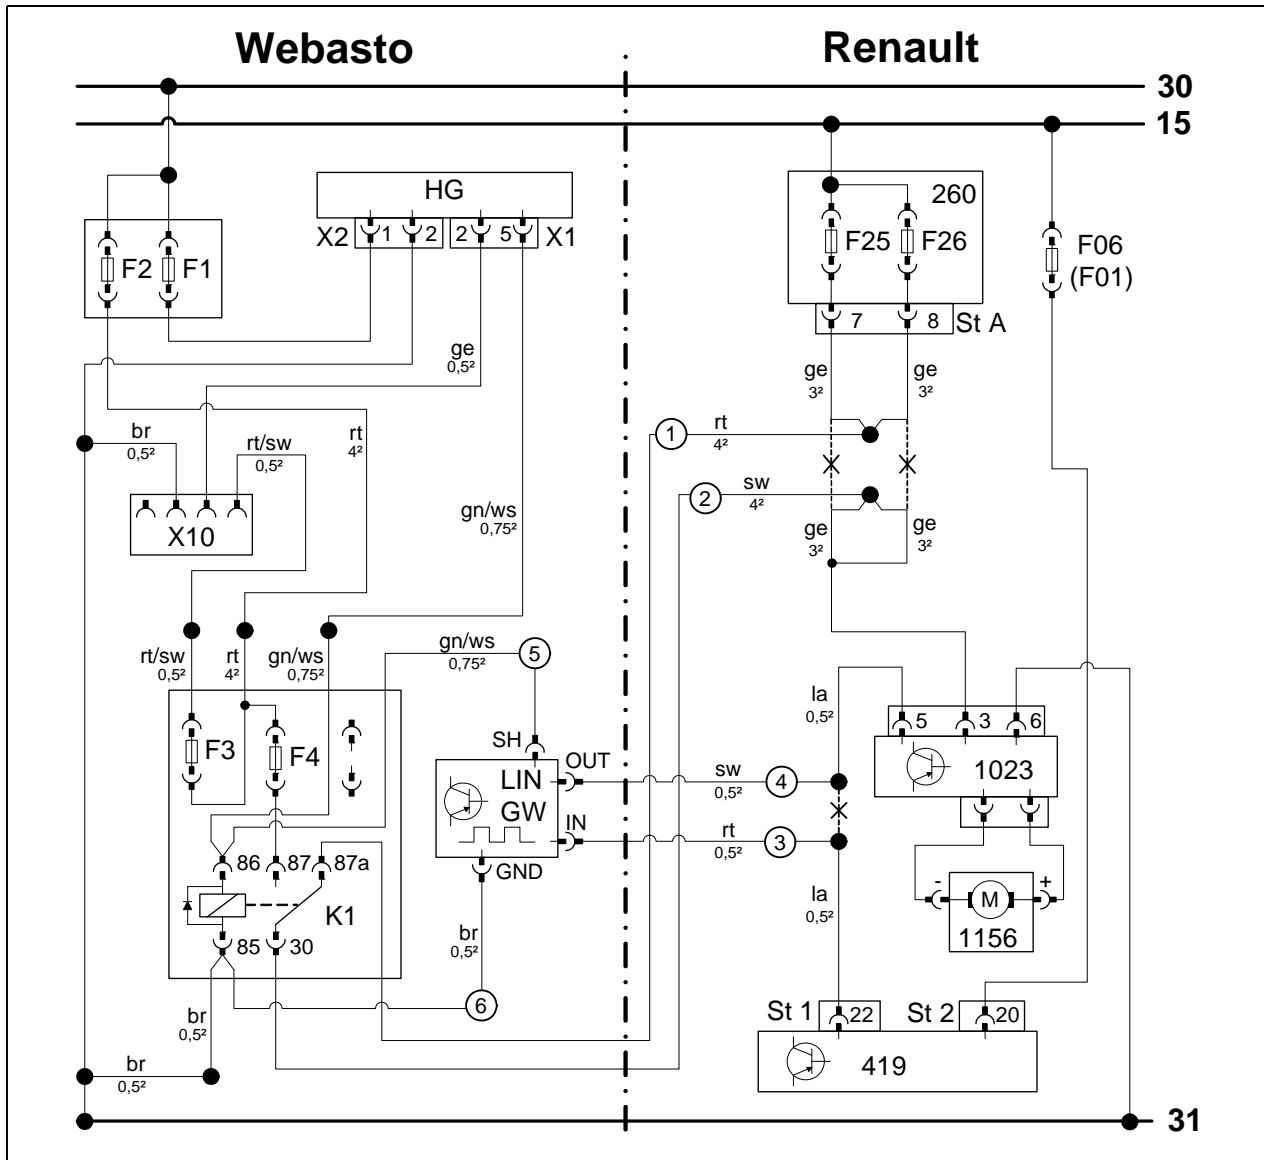 Webasto
Renault
30
15
HG
X2
1
2
2
5
X1
F2
F1
260
F25
F26
7
8
St A
F06
(F01)
ge
0,5²
ge
3²
ge
3²
br
0,5²
rt/sw
0,5²
rt
4²
1
rt
4²
2
sw
4²
gn/ws
0,75²
X10
ge
3²
ge
3²
rt/sw
0,5²
rt
4²
gn/ws
0,75²
gn/ws
0,75²
5
la
0,5²
5
3
6
F3
F4
SH
OUT
LIN
GW
IN
GND
sw
0,5²
4
1023
rt
0,5²
3
86
87
87a
K1
85
30
la
0,5²
-
+
M
1156
br
0,5²
6
br
0,5²
St 1
22
St 2
20
419
br
0,5²
31